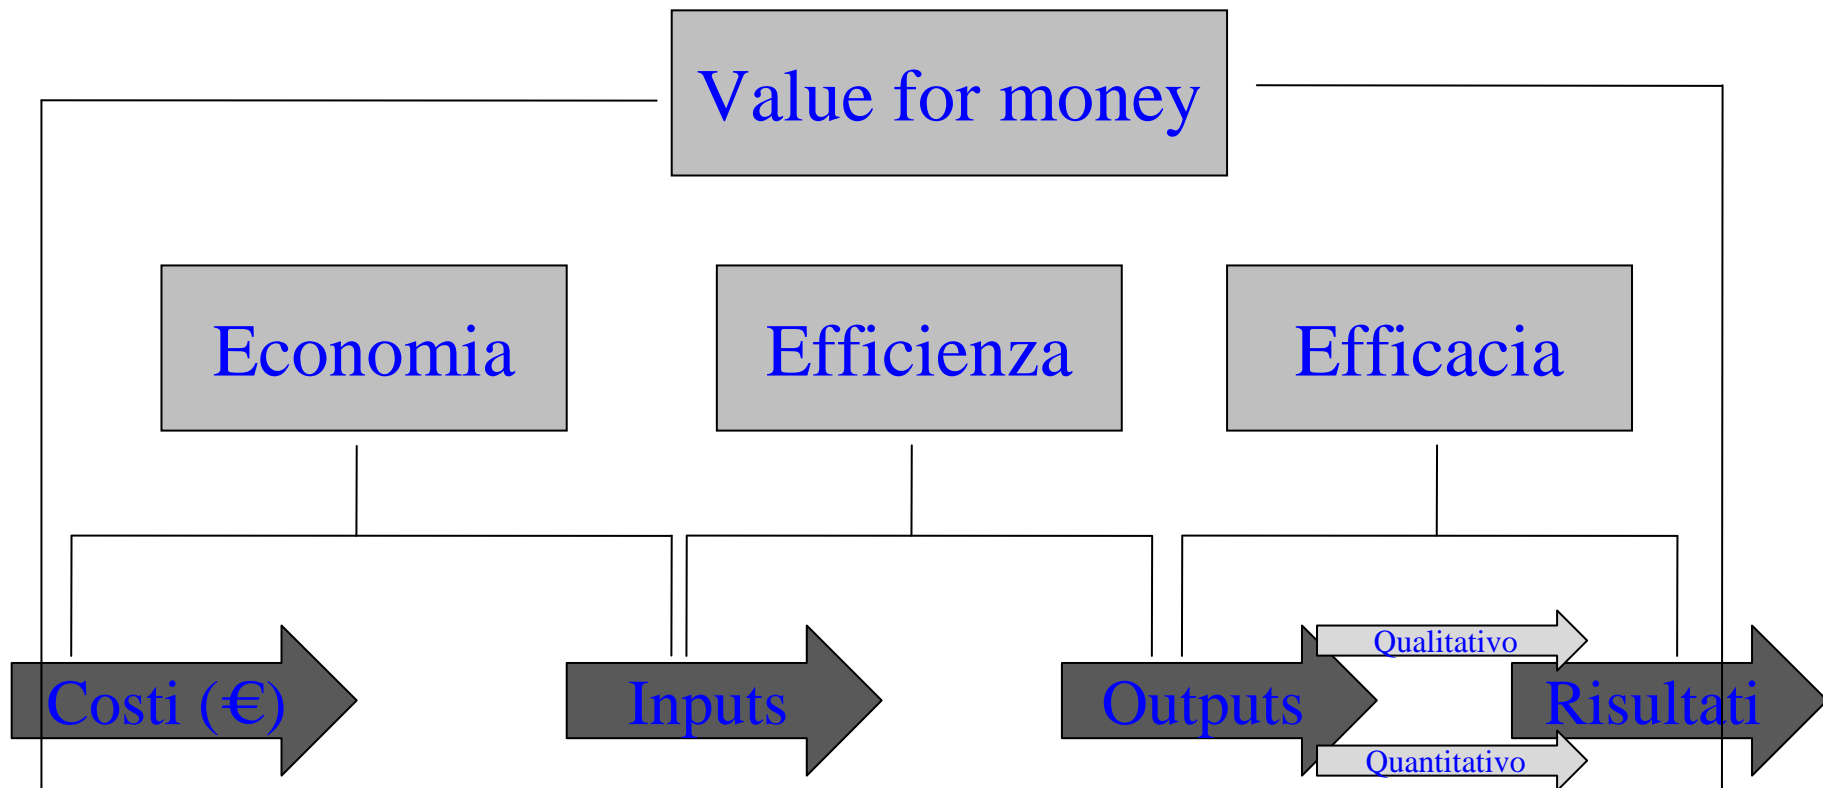 Value for money
Economia
Efficienza
Efficacia
Costi (€)
Inputs
Outputs
Qualitativo
Quantitativo
Risultati